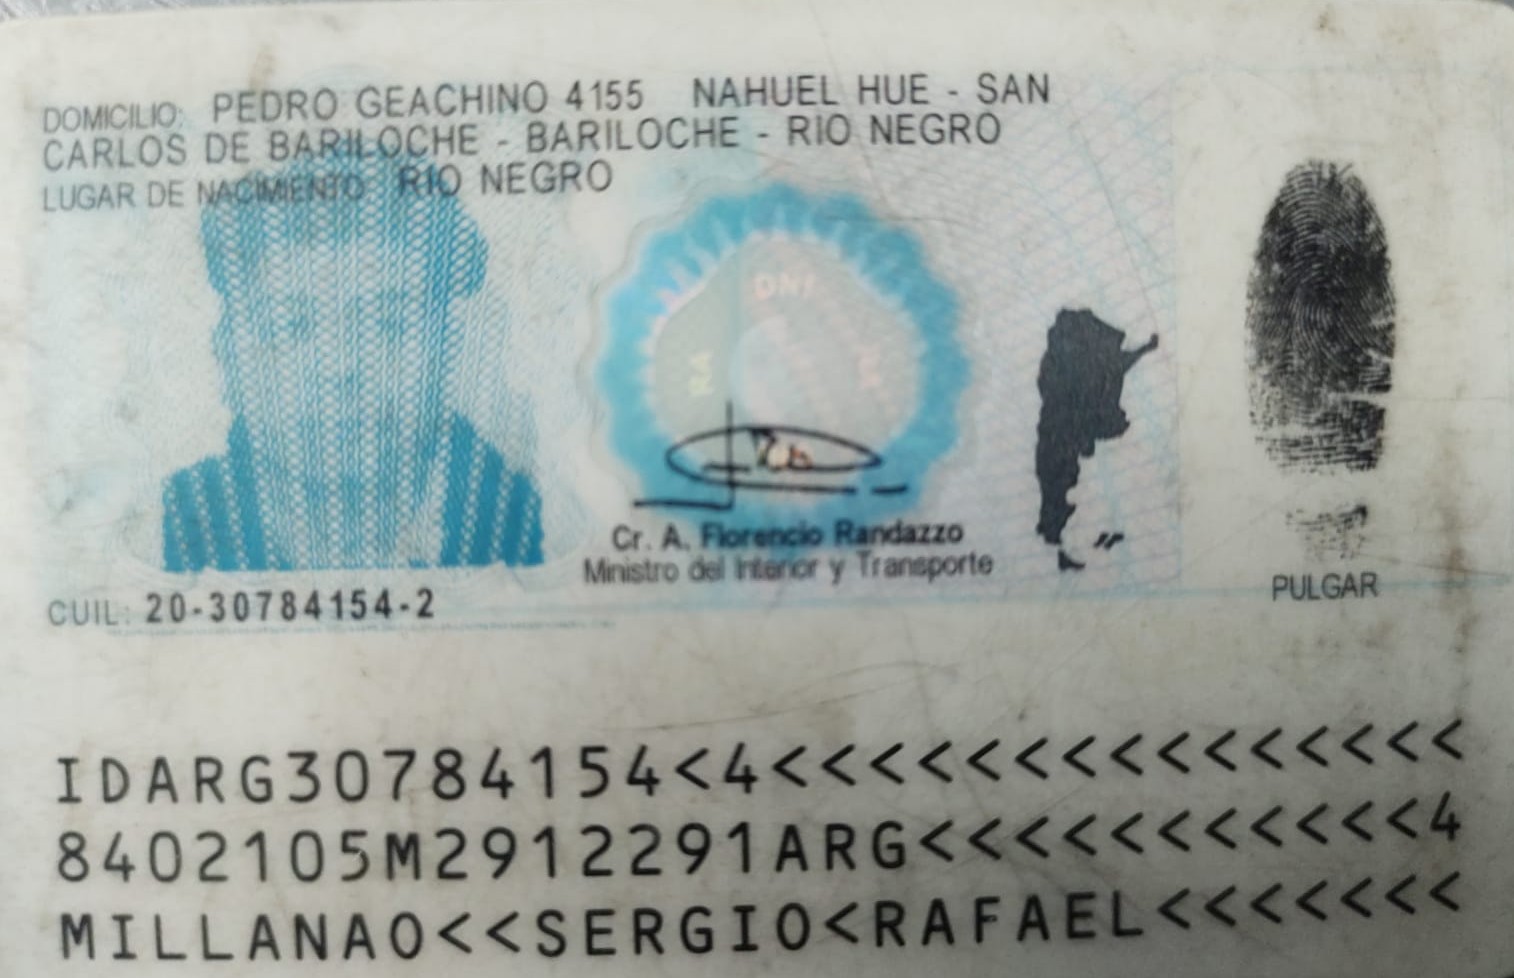 DOMICILIO: PEDRO GEACHINO 4155 NAHUEL HUE - SAN
CARLOS DE BARILOCHE - BARILOCHE - RIO NEGRO
LUGAR DE NACIMIENTO RIO NEGRO
DNI
RA
Cr. A. Florencio Randazzo
Ministro del Interior y Transporte
PULGAR
CUIL: 20-30784154-2
IDARG30784154<4<<<<<<<<<<<<<<<
8402105M2912291ARG<<<<<<<<<<<4
MILLANAO<<SERGIO<RAFAEL<<<<<<<